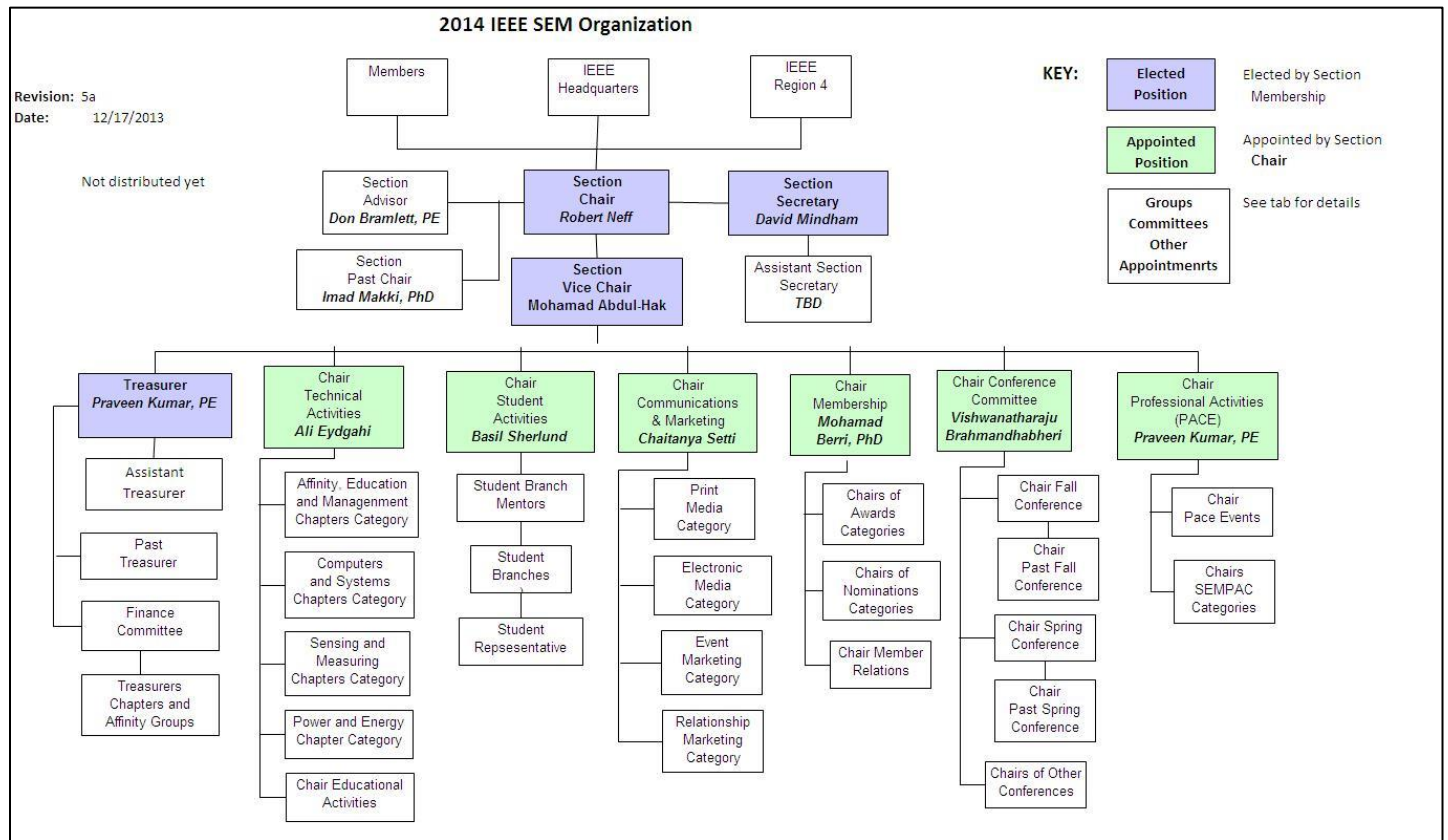 2014 IEEE SEM Organization
Revision: 5a
Date: 12/17/2013
Not distributed yet
Members
IEEE
Headquarters
IEEE
Region 4
KEY:
Elected
Position
Elected by Section
Membership
Appointed
Position
Appointed by Section
Chair
Groups
Committees
Other
Appointmenrts
See tab for details
Section
Advisor
Don Bramlett, PE
Section
Chair
Robert Neff
Section
Secretary
David Mindham
Section
Past Chair
Imad Makki, PhD
Section
Vice Chair
Mohamad Abdul-Hak
Assistant Section
Secretary
TBD
Treasurer
Praveen Kumar, PE
Assistant
Treasurer
Past
Treasurer
Finance
Committee
Treasurers
Chapters and
Affinity Groups
Chair
Technical
Activities
Ali Eydgahi
Affinity, Education
and Managenment
Chapters Category
Computers
and Systems
Chapters Category
Sensing and
Measuring
Chapters Category
Power and Energy
Chapter Category
Chair Educational
Activities
Chair
Student
Activities
Basil Sherlund
Student Branch
Mentors
Student
Branches
Student
Repsesentative
Chair
Communications
& Marketing
Chaitanya Setti
Print
Media
Category
Electronic
Media
Category
Event
Marketing
Category
Relationship
Marketing
Category
Chair
Membership
Mohamad
Berri, PhD
Chairs of
Awards
Categories
Chairs of
Nominations
Categories
Chair Member
Relations
Chair Conference
Committee
Vishwanatharaju
Brahmandhabheri
Chair Fall
Conference
Chair
Past Fall
Conference
Chair Spring
Conference
Chair
Past Spring
Conference
Chairs of Other
Conferences
Chair
Professional Activities
(PACE)
Praveen Kumar, PE
Chair
Pace Events
Chairs
SEMPAC
Categories